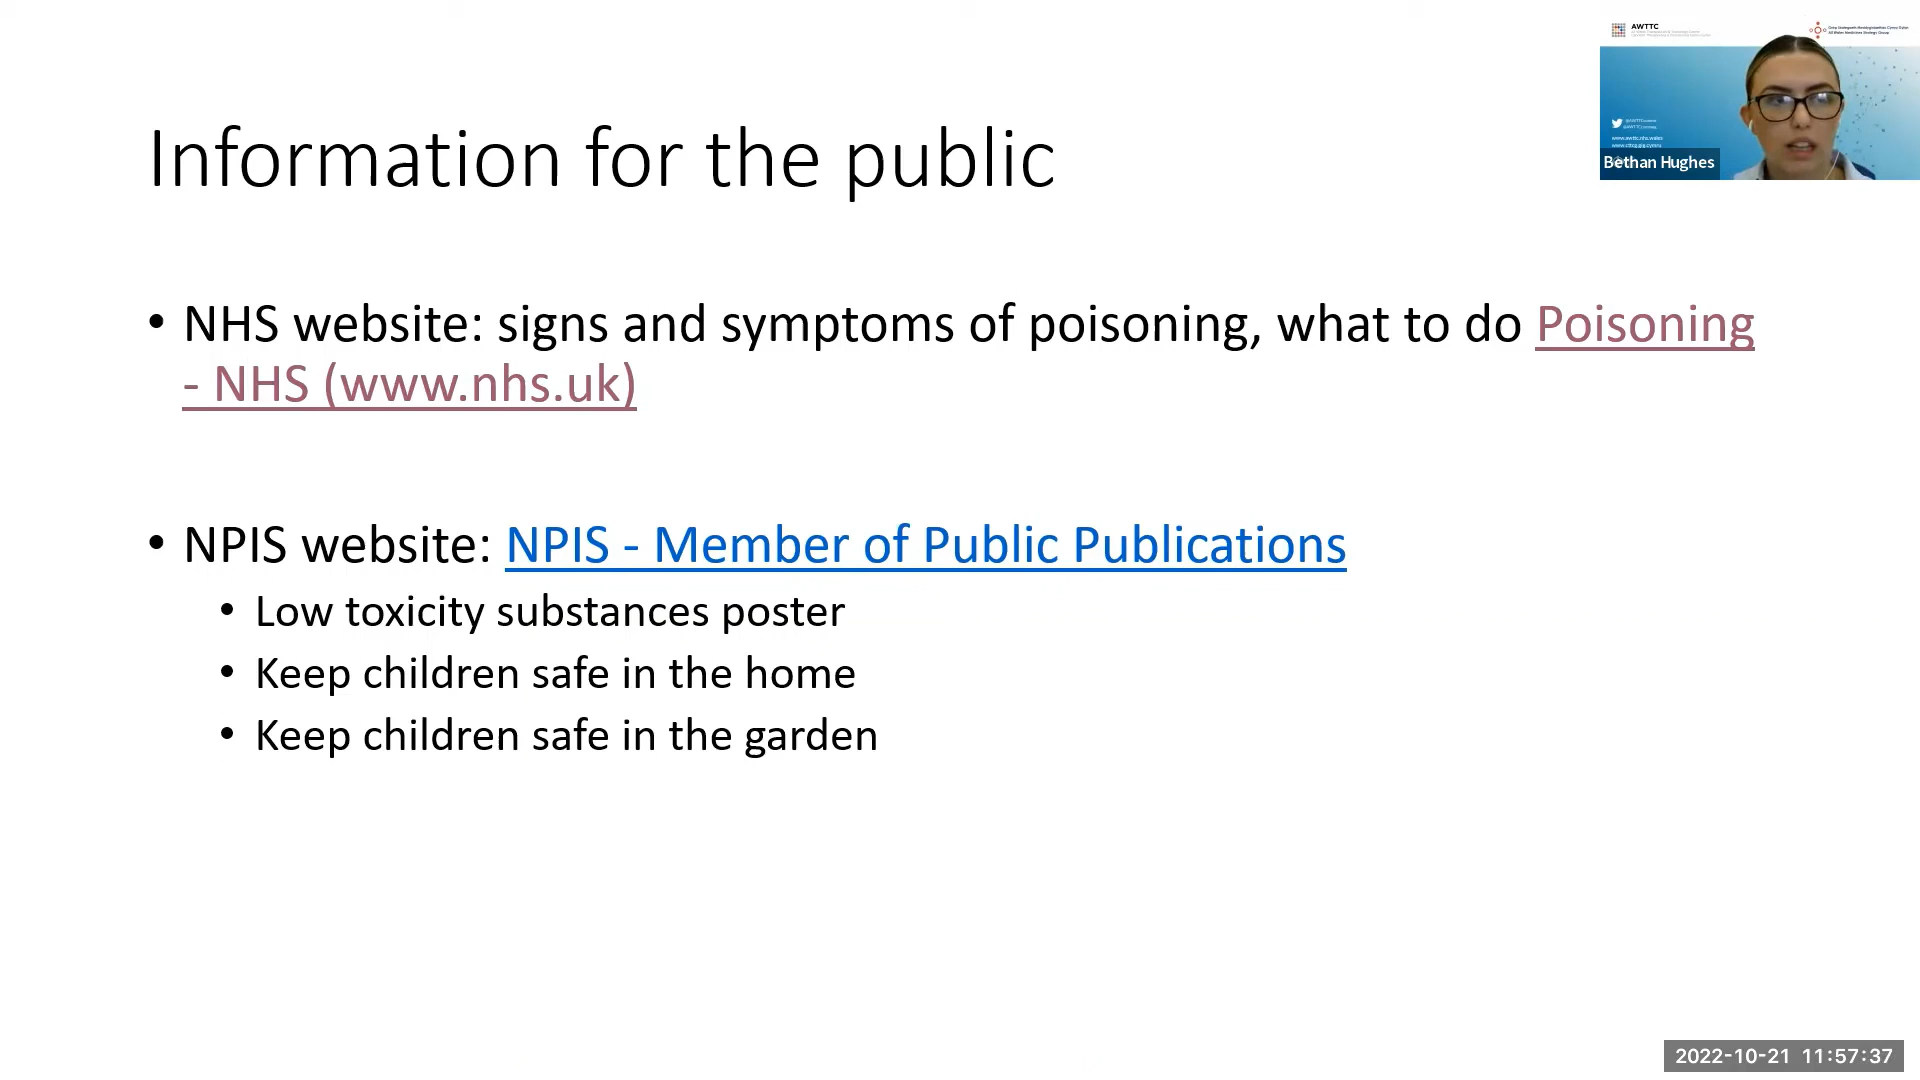 AWTTC
Information for the public
Bethan Hughes
• NHS website: signs and symptoms of poisoning, what to do Poisoning
- NHS (www.nhs.uk)
• NPIS website: NPIS - Member of Public Publications
• Low toxicity substances poster
• Keep children safe in the home
• Keep children safe in the garden
2022-10-21 11:57:37